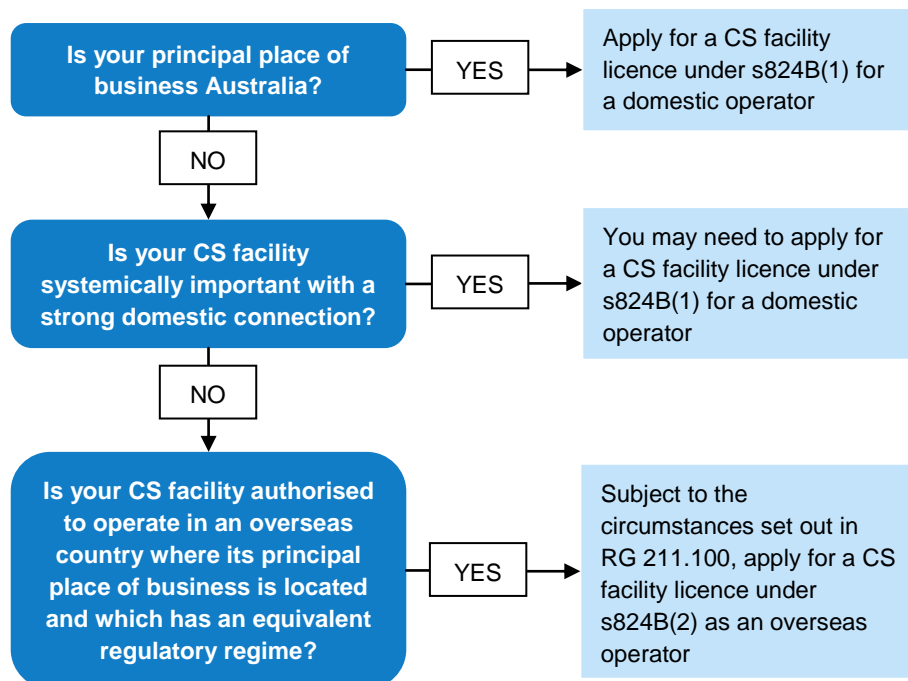 Is your principal place of
business Australia?
YES
Apply for a CS facility
licence under s824B(1) for
a domestic operator
NO
Is your CS facility
systemically important with a
strong domestic connection?
YES
You may need to apply for
a CS facility licence under
s824B(1) for a domestic
operator
NO
Is your CS facility authorised
to operate in an overseas
country where its principal
place of business is located
and which has an equivalent
regulatory regime?
YES
Subject to the
circumstances set out in
RG 211.100, apply for a CS
facility licence under
s824B(2) as an overseas
operator